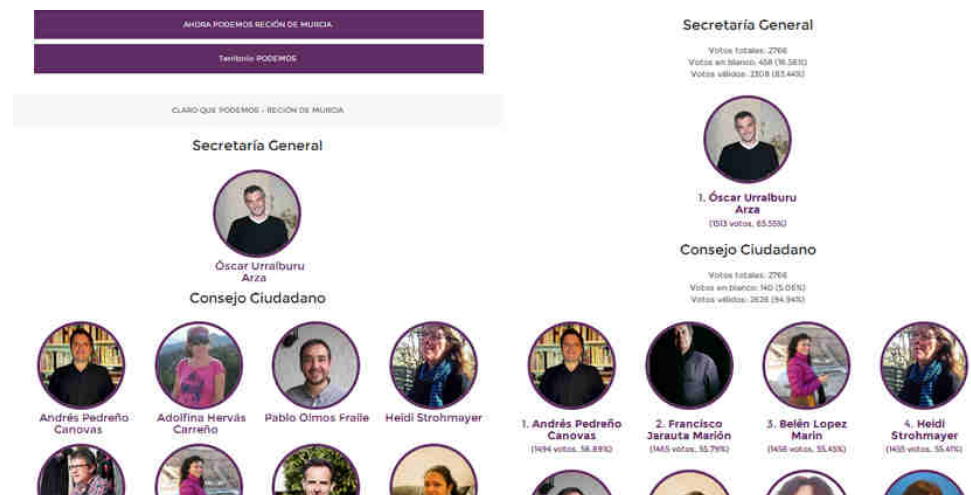 AHORA PODEMOS RECIÓN DE MURCIA
Territorio PODEMOS
CLARO QUE PODEMOS - RECIÓN DE MURCIA
Secretaría General
Óscar Urralburu
Arza
Consejo Ciudadano
Andrés Pedreño
Canovas
Adolfina Hervás
Carreño
Pablo Olmos Fraile
Heidi Strohmayer
Secretaría General
Votos totales: 2766
Votos en blanco: 458 (16.56%)
Votos válidos: 2308 (83.44%)
1. Óscar Urralburu
Arza
(1513 votos, 65.55%)
Consejo Ciudadano
Votos totales: 2766
Votos en blanco: 140 (5.06%)
Votos válidos: 2626 (94.94%)
1. Andrés Pedreño
Canovas
(1494 votos, 56.89%)
2. Francisco
Jarauta Marión
(1465 votos, 55.79%)
3. Belén Lopez
Marin
(1456 votos, 55.45%)
4. Heidi
Strohmayer
(1455 votos, 55.41%)